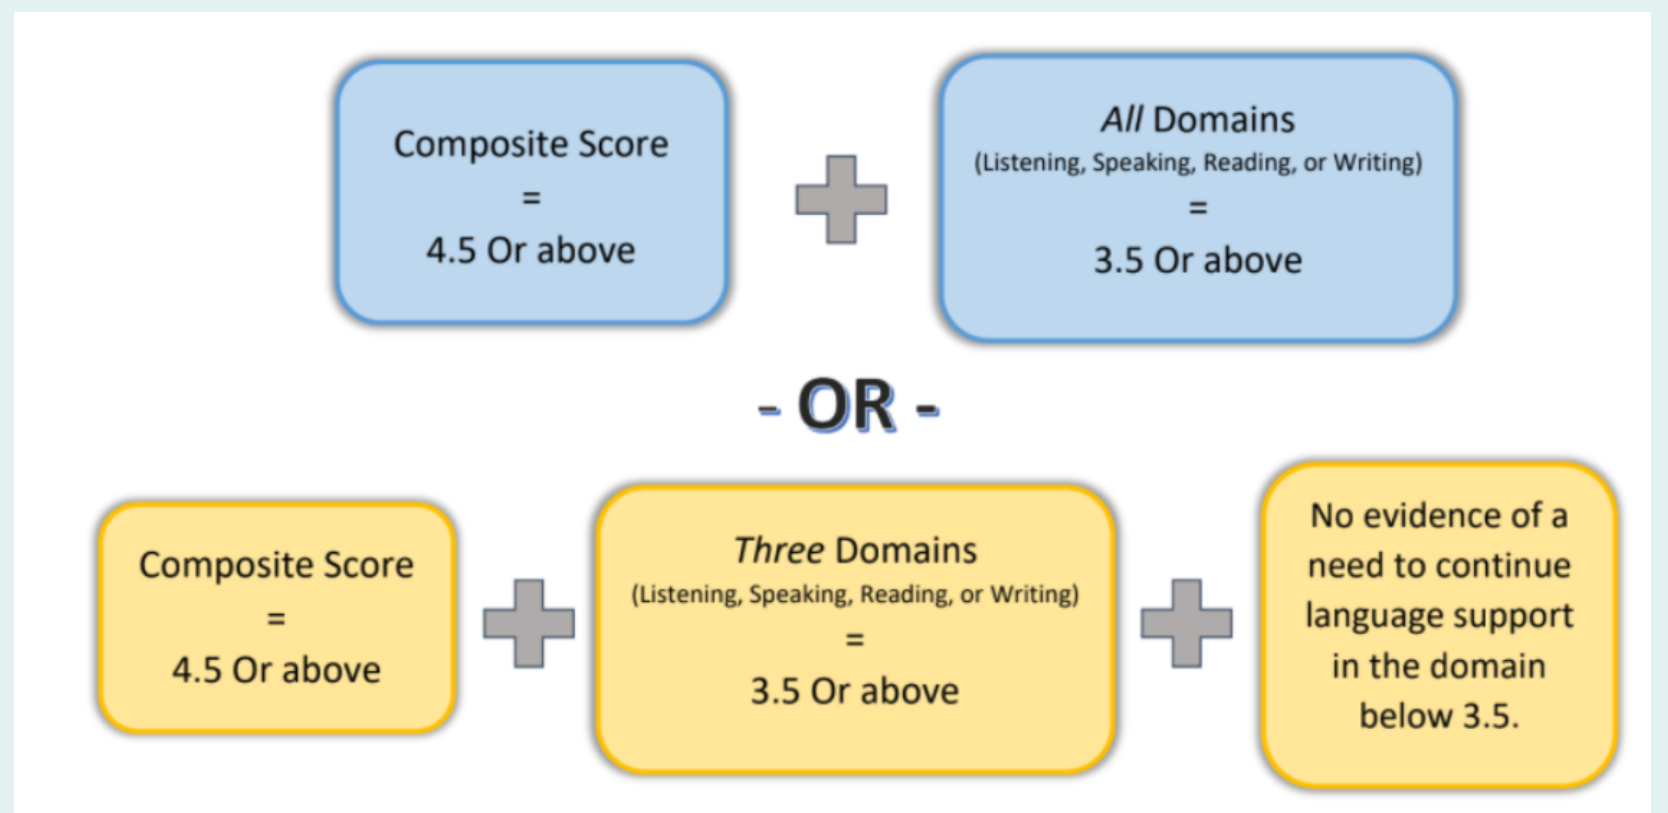 Composite Score
=
4.5 Or above
All Domains
(Listening, Speaking, Reading, or Writing)
=
3.5 Or above
- OR -
Composite Score
=
4.5 Or above
Three Domains
(Listening, Speaking, Reading, or Writing)
=
3.5 Or above
No evidence of a
need to continue
language support
in the domain
below 3.5.